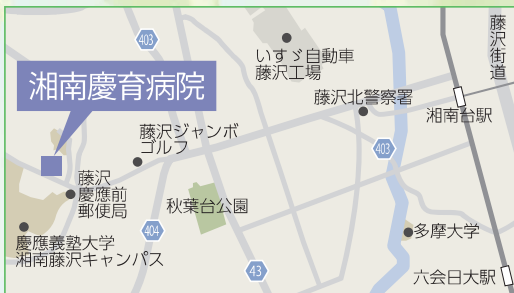 403
藤沢街道
いすゞ自動車
藤沢工場
湘南慶育病院
藤沢北警察署
湘南台駅
藤沢ジャンボ
ゴルフ
403
藤沢
慶應前
郵便局
秋葉台公園
404
多摩大学
慶應義塾大学
湘南藤沢キャンパス
43
六会日大駅